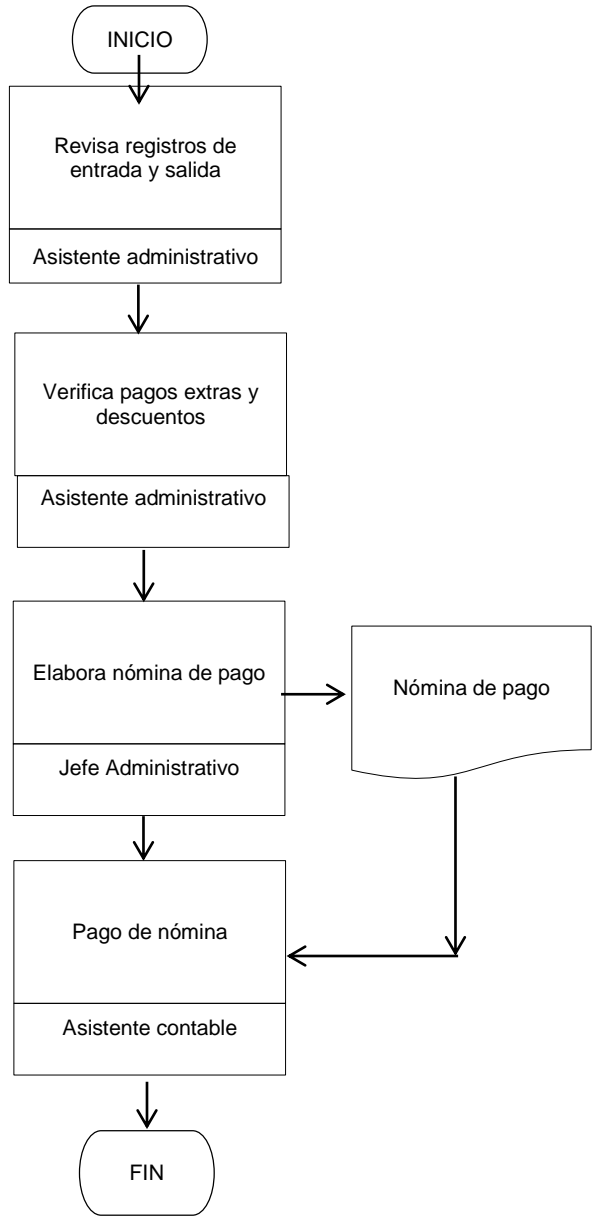 INICIO
Revisa registros de
entrada y salida
Asistente administrativo
Verifica pagos extras y
descuentos
Asistente administrativo
Elabora nómina de pago
Nómina de pago
Jefe Administrativo
Pago de nómina
Asistente contable
FIN